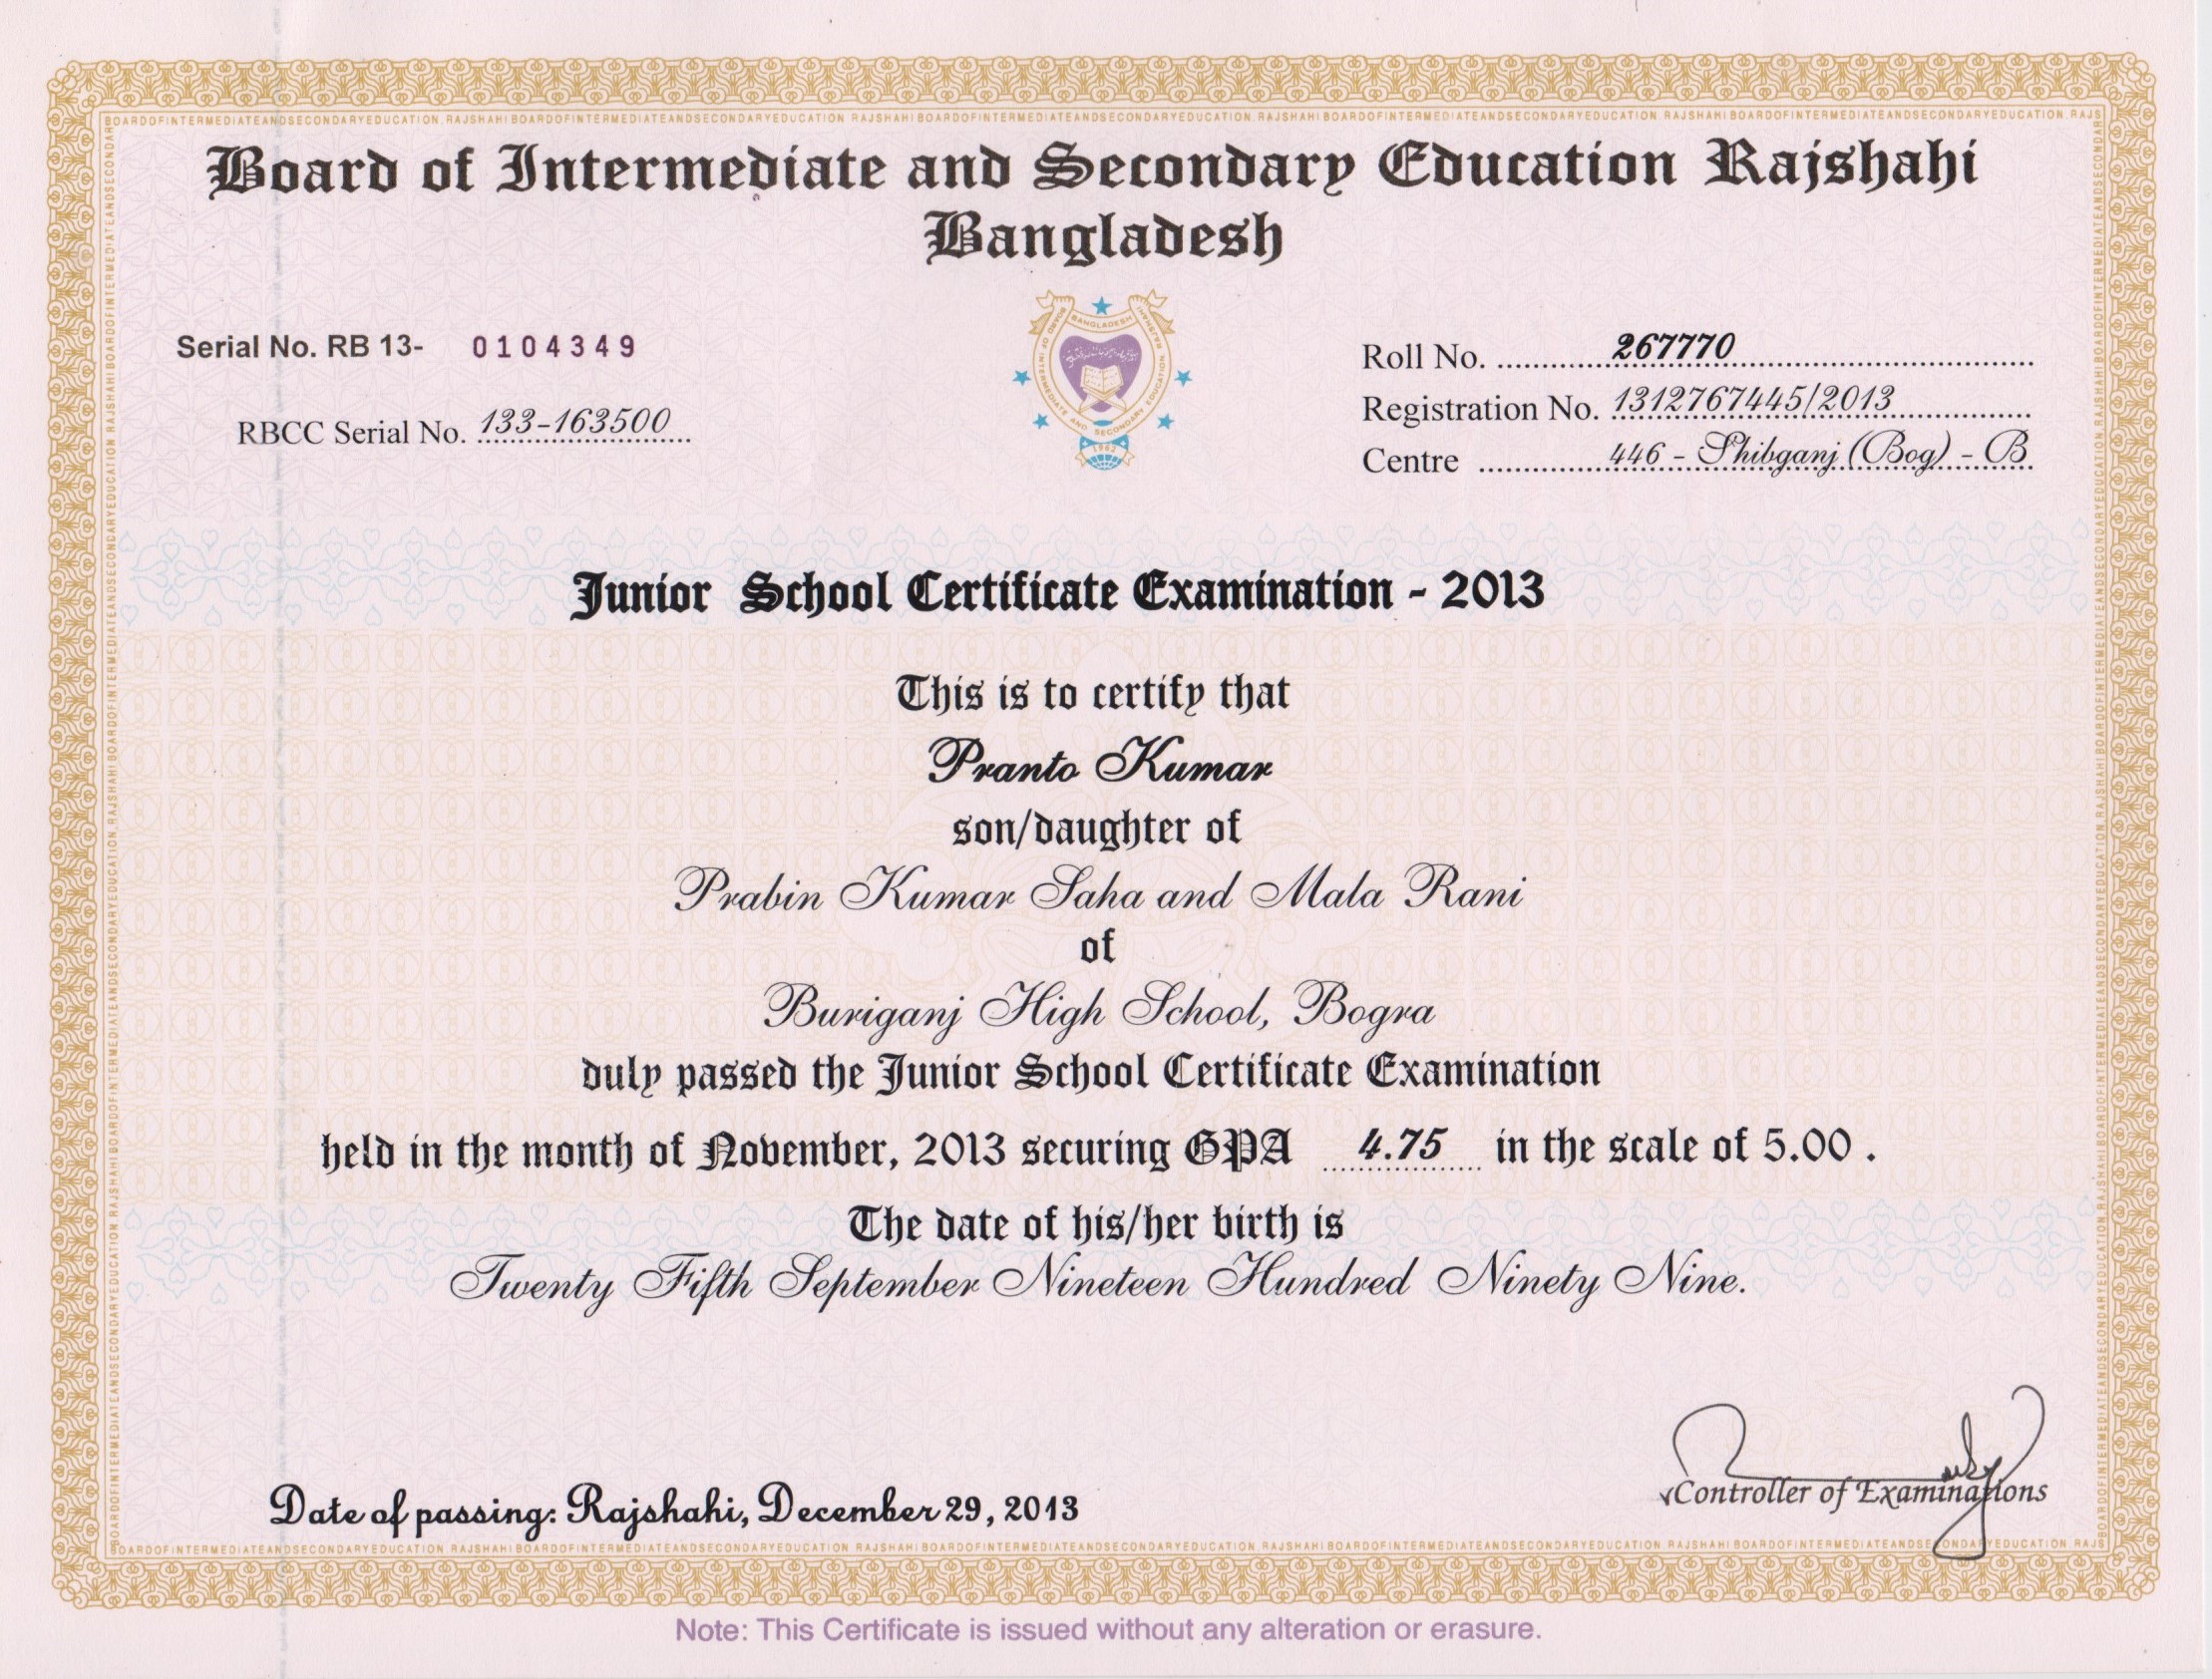 Board of Intermediate and Secondary Education Rajshahi
Bangladesh
Serial No. RB 13- 0104349
RBCC Serial No. 133-163500
BANGLADESH
BOARD OF INTERMEDIATE AND SECONDARY EDUCATION RAJSHAHI
1962
Roll No. 267770
Registration No. 1312767445/2013
Centre 446 - Shibganj (Bog) - B
Junior School Certificate Examination - 2013
This is to certify that
Pranto Kumar
son/daughter of
Prabin Kumar Saha and Mala Rani
of
Buriganj High School, Bogra
duly passed the Junior School Certificate Examination
held in the month of November, 2013 securing GPA 4.75 in the scale of 5.00 .
The date of his/her birth is
Twenty Fifth September Nineteen Hundred Ninety Nine.
Date of passing: Rajshahi, December 29, 2013
Controller of Examinations
Note: This Certificate is issued without any alteration or erasure.